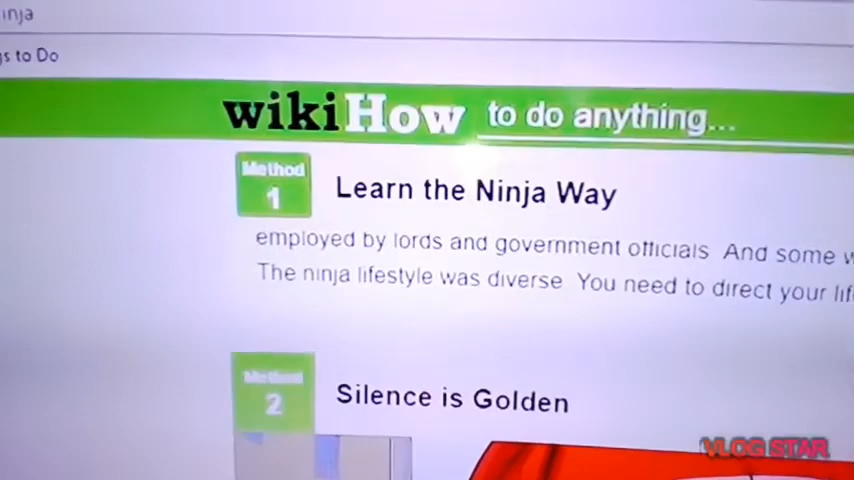 inja
gs to Do
wikiHow to do anything...
Method
1
Learn the Ninja Way
employed by lords and government officials And some w
The ninja lifestyle was diverse You need to direct your lif
Method
2
Silence is Golden
VLOG STAR